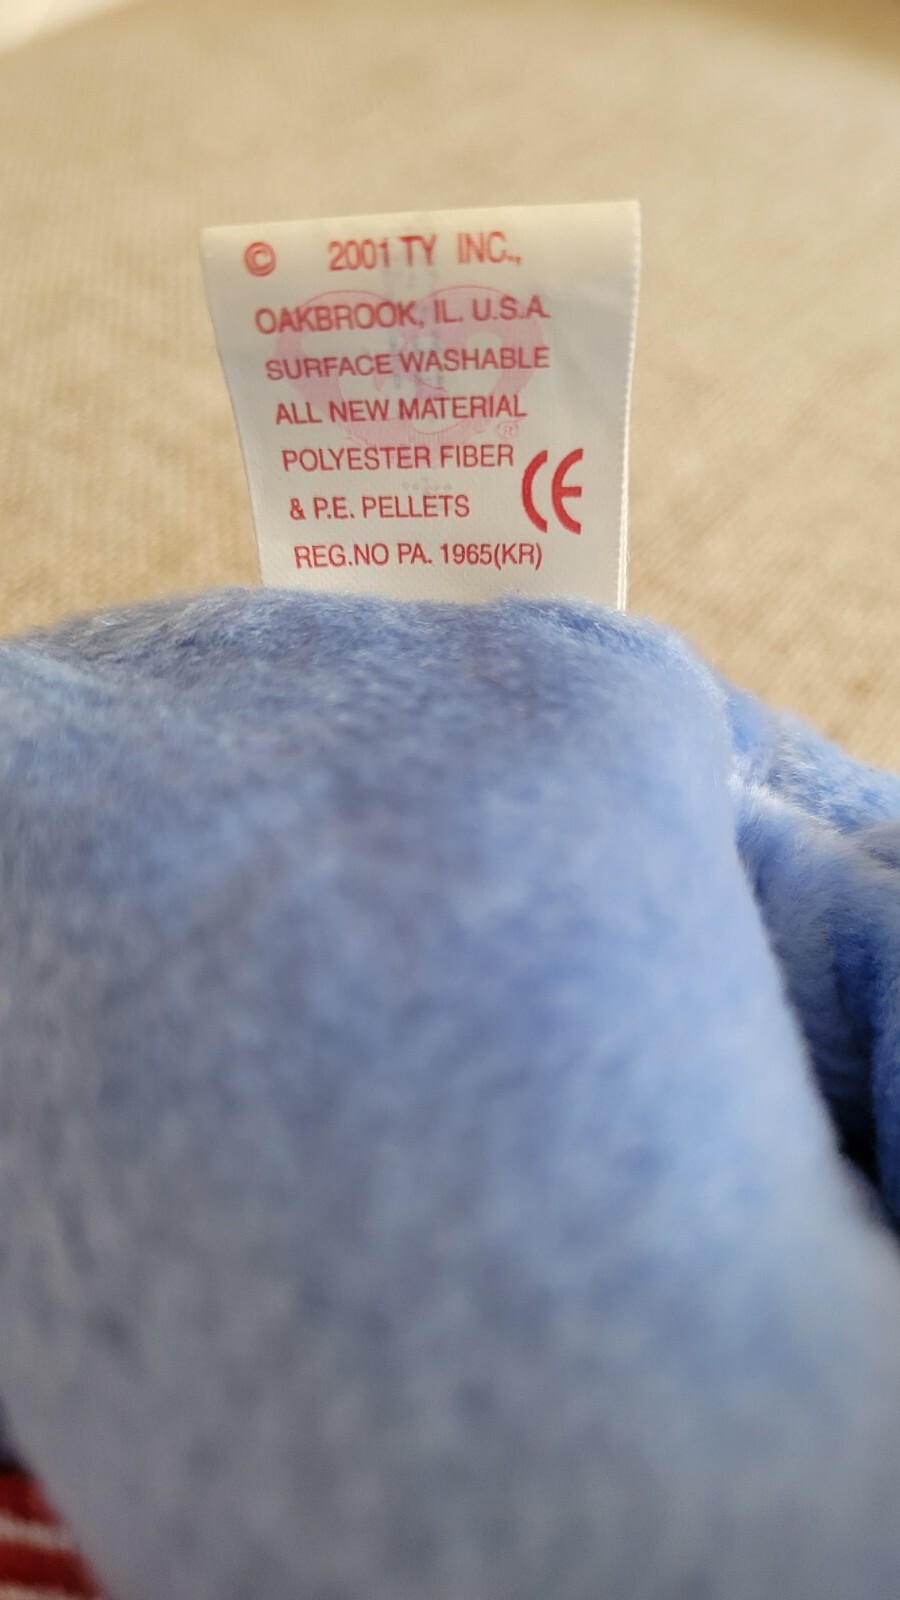 © 2001 TY INC.,
OAKBROOK, IL. U.S.A.
SURFACE WASHABLE
ALL NEW MATERIAL
POLYESTER FIBER
& P.E. PELLETS CE
REG.NO PA. 1965(KR)